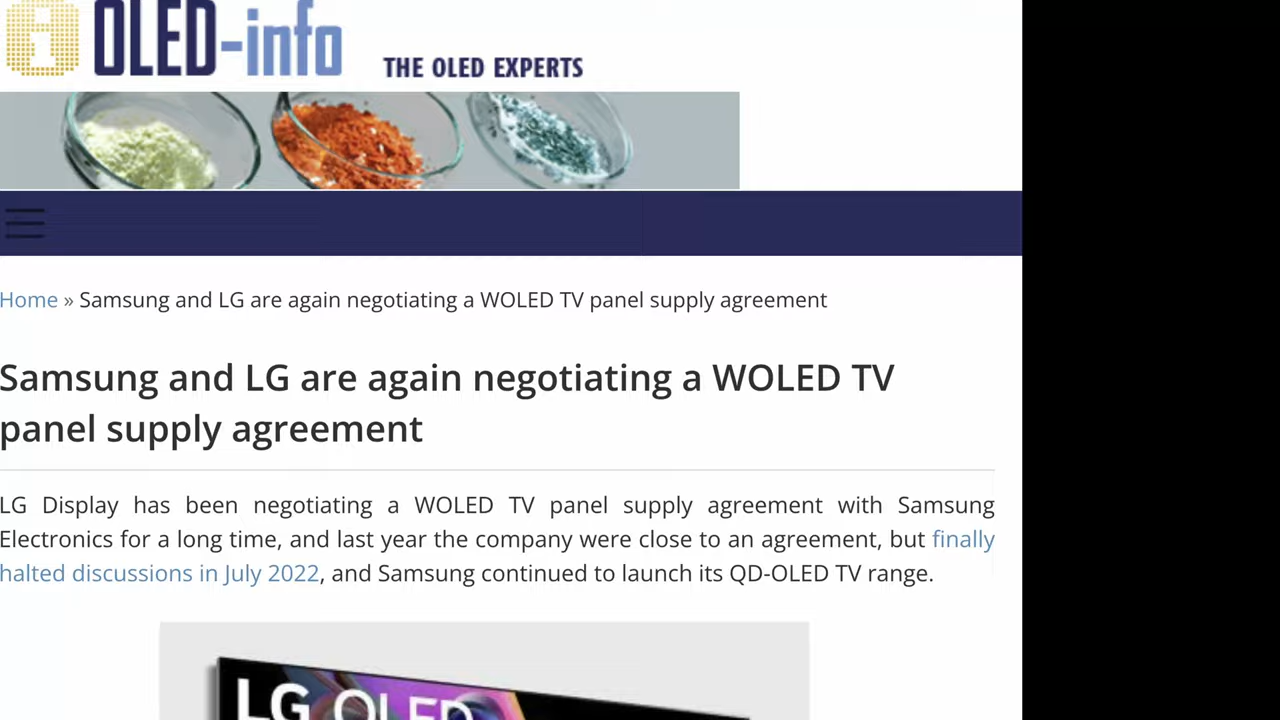 OLED-info
THE OLED EXPERTS
Home » Samsung and LG are again negotiating a WOLED TV panel supply agreement
Samsung and LG are again negotiating a WOLED TV
panel supply agreement
LG Display has been negotiating a WOLED TV panel supply agreement with Samsung
Electronics for a long time, and last year the company were close to an agreement, but finally
halted discussions in July 2022, and Samsung continued to launch its QD-OLED TV range.
LG OLED